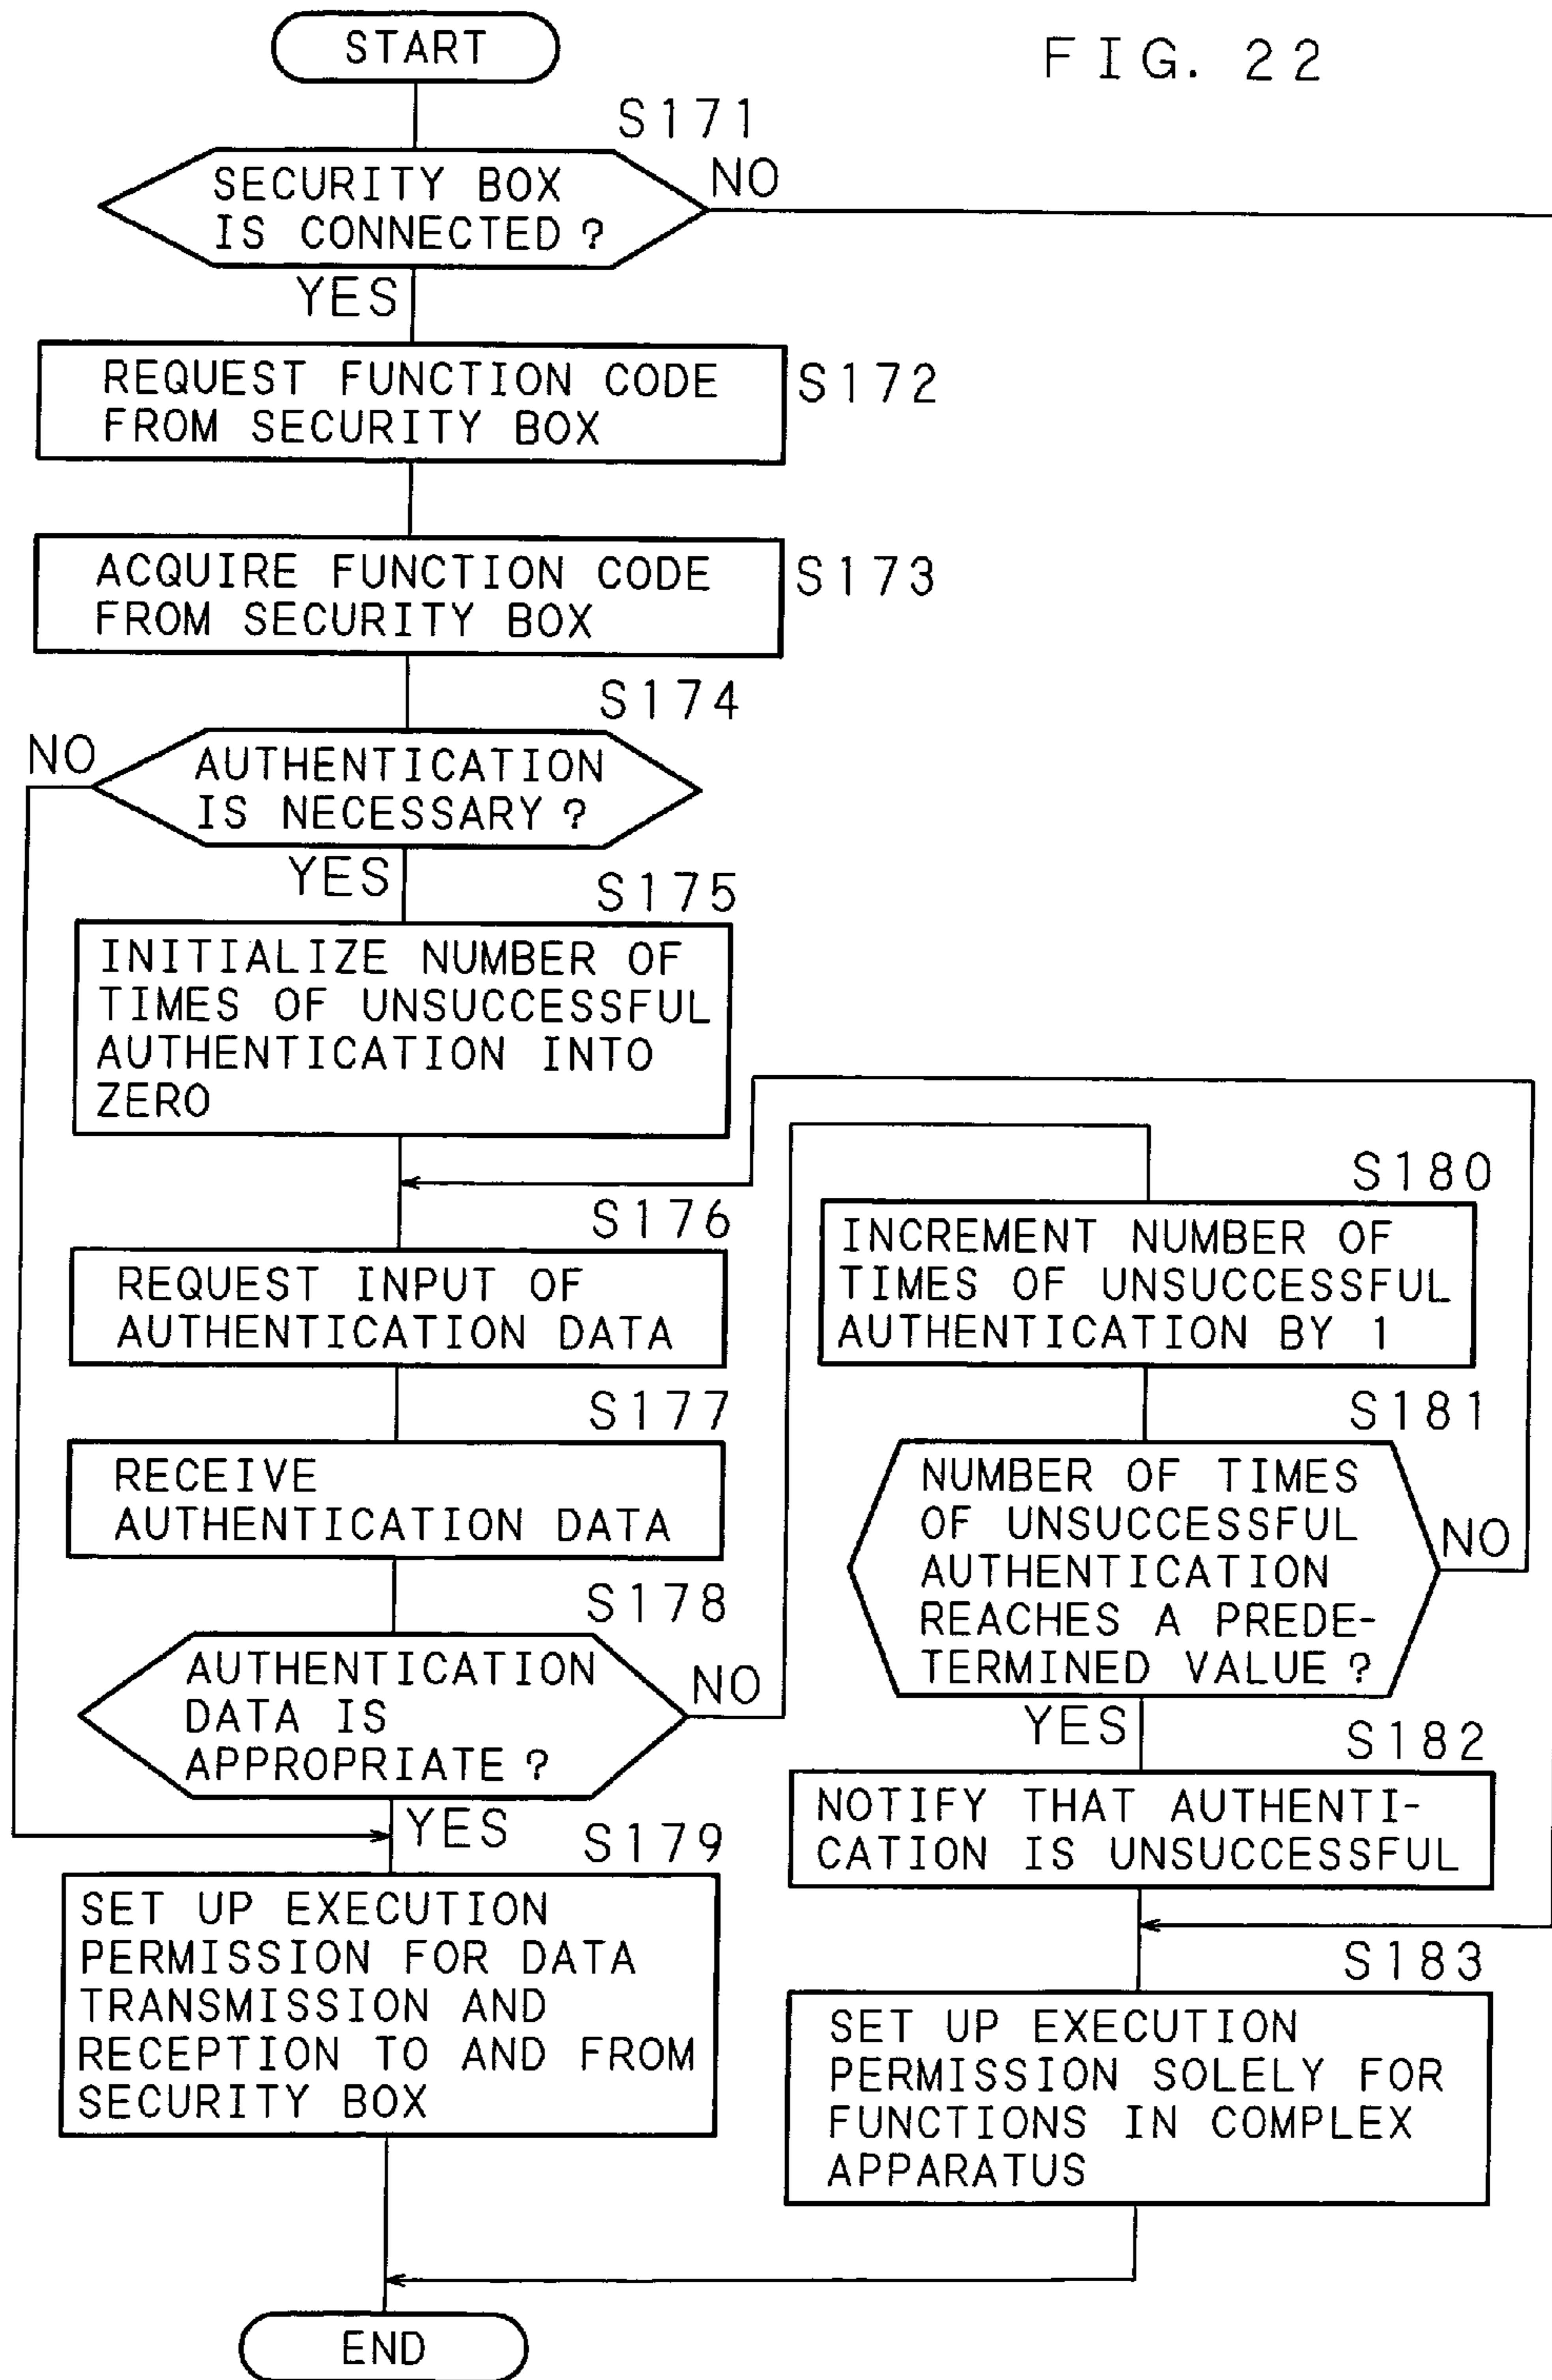 START
FIG. 22
S171
SECURITY BOX
IS CONNECTED?
NO
YES
REQUEST FUNCTION CODE
FROM SECURITY BOX
S172
ACQUIRE FUNCTION CODE
FROM SECURITY BOX
S173
S174
NO
AUTHENTICATION
IS NECESSARY?
YES
S175
INITIALIZE NUMBER OF
TIMES OF UNSUCCESSFUL
AUTHENTICATION INTO
ZERO
S176
REQUEST INPUT OF
AUTHENTICATION DATA
S177
RECEIVE
AUTHENTICATION DATA
S178
AUTHENTICATION
DATA IS
APPROPRIATE?
NO
YES
S179
SET UP EXECUTION
PERMISSION FOR DATA
TRANSMISSION AND
RECEPTION TO AND FROM
SECURITY BOX
S180
INCREMENT NUMBER OF
TIMES OF UNSUCCESSFUL
AUTHENTICATION BY 1
S181
NUMBER OF TIMES
OF UNSUCCESSFUL
AUTHENTICATION
REACHES A PREDE-
TERMINED VALUE?
NO
YES
S182
NOTIFY THAT AUTHENTI-
CATION IS UNSUCCESSFUL
S183
SET UP EXECUTION
PERMISSION SOLELY FOR
FUNCTIONS IN COMPLEX
APPARATUS
END